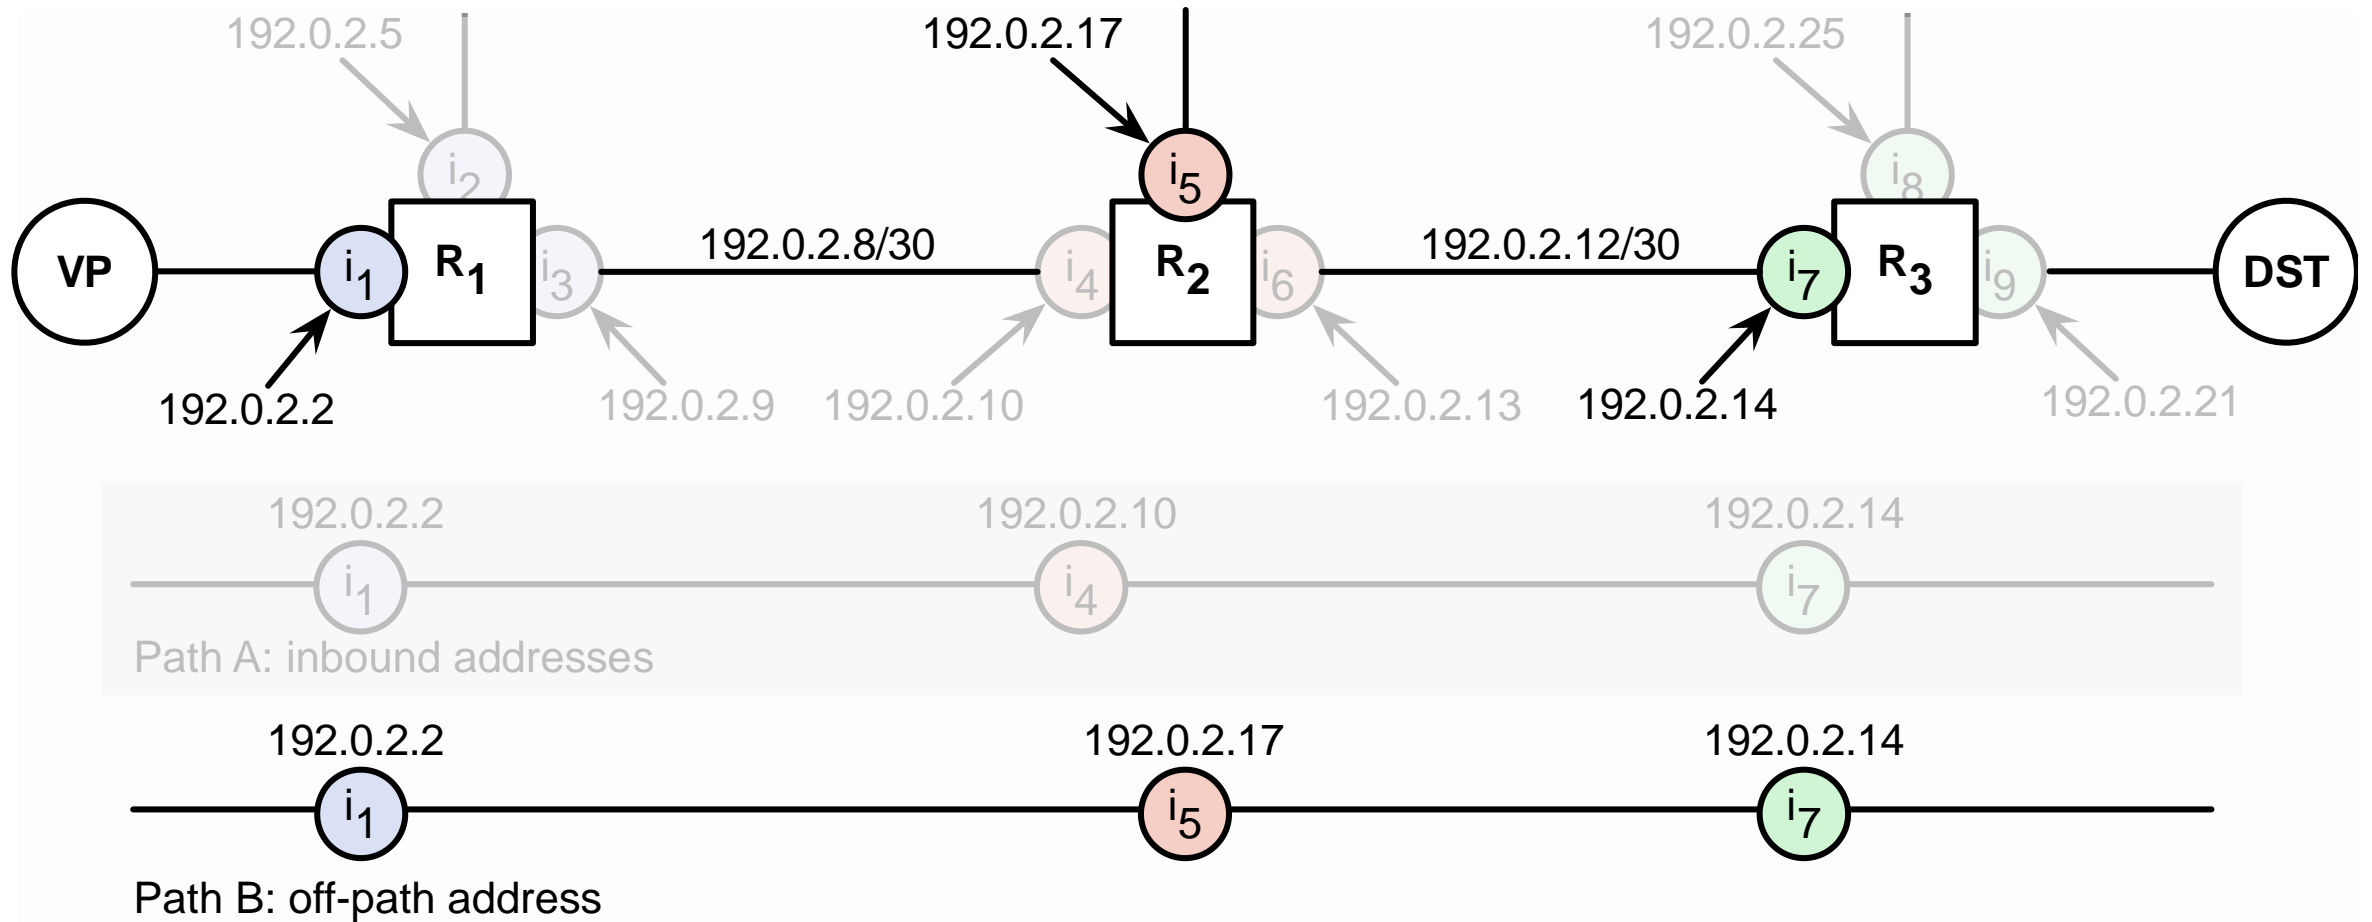 192.0.2.5
192.0.2.17
192.0.2.25
i2
i5
i8
VP
i1
R1
i3
192.0.2.8/30
i4
R2
i6
192.0.2.12/30
i7
R3
i9
DST
192.0.2.2
192.0.2.9
192.0.2.10
192.0.2.13
192.0.2.14
192.0.2.21
192.0.2.2
192.0.2.10
192.0.2.14
i1
i4
i7
Path A: inbound addresses
192.0.2.2
192.0.2.17
192.0.2.14
i1
i5
i7
Path B: off-path address